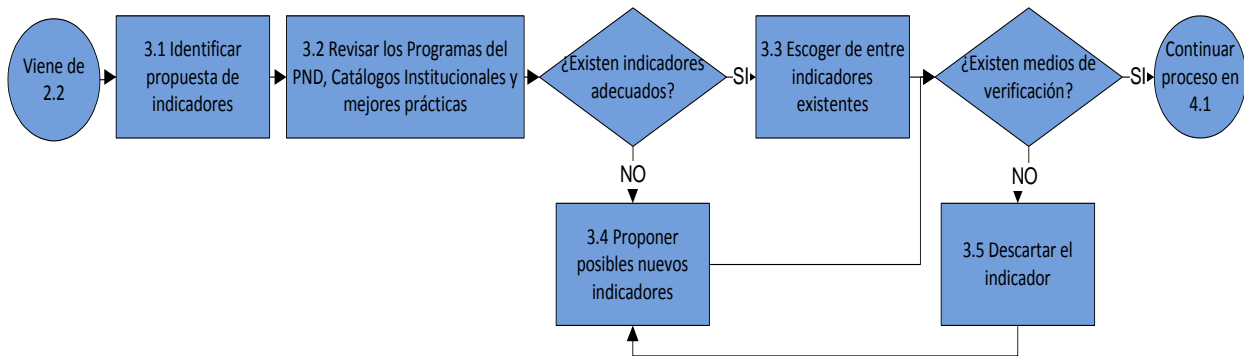 Viene de
2.2
3.1 Identificar
propuesta de
indicadores
3.2 Revisar los Programas del
PND, Catálogos Institucionales y
mejores prácticas
¿Existen indicadores
adecuados?
SI
3.3 Escoger de entre
indicadores
existentes
¿Existen medios de
verificación?
SI
Continuar
proceso en
4.1
NO
NO
3.4 Proponer
posibles nuevos
indicadores
3.5 Descartar el
indicador